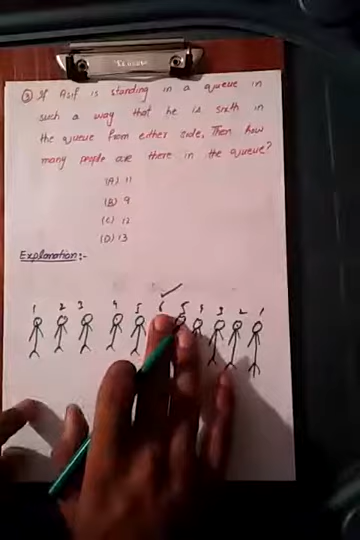 ③ If Asif is standing in a queue in
such a way that he is sixth in
the queue from either side, Then how
many people are there in the queue?
(A) 11
(B) 9
(C) 12
(D) 13
Explanation:-
1 2 3 4 5 6 5 4 3 2 1